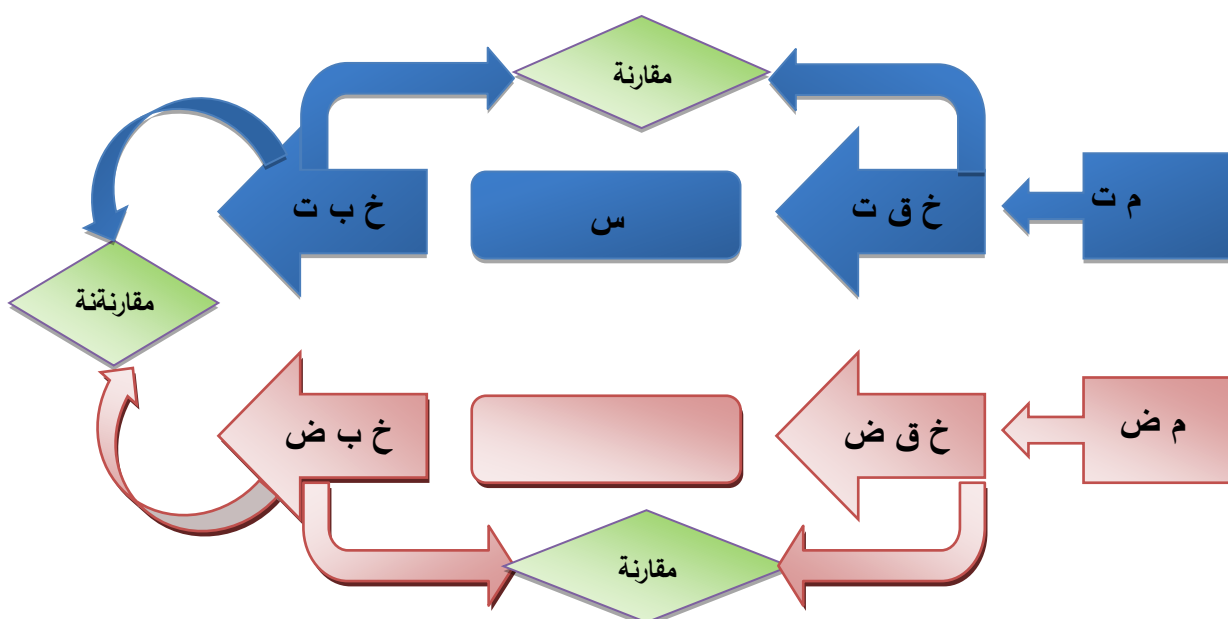 مقارنة
م ت
خ ق ت
س
خ ب ت
مقارنةنة
م ض
خ ق ض
خ ب ض
مقارنة